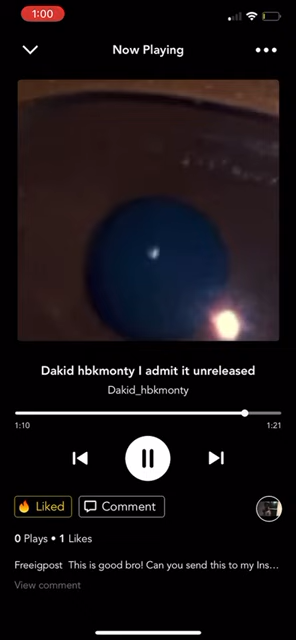 1:00
Now Playing
Dakid hbkmonty I admit it unreleased
Dakid_hbkmonty
1:10 1:21
Liked Comment
0 Plays • 1 Likes
Freeigpost This is good bro! Can you send this to my Ins...
View comment